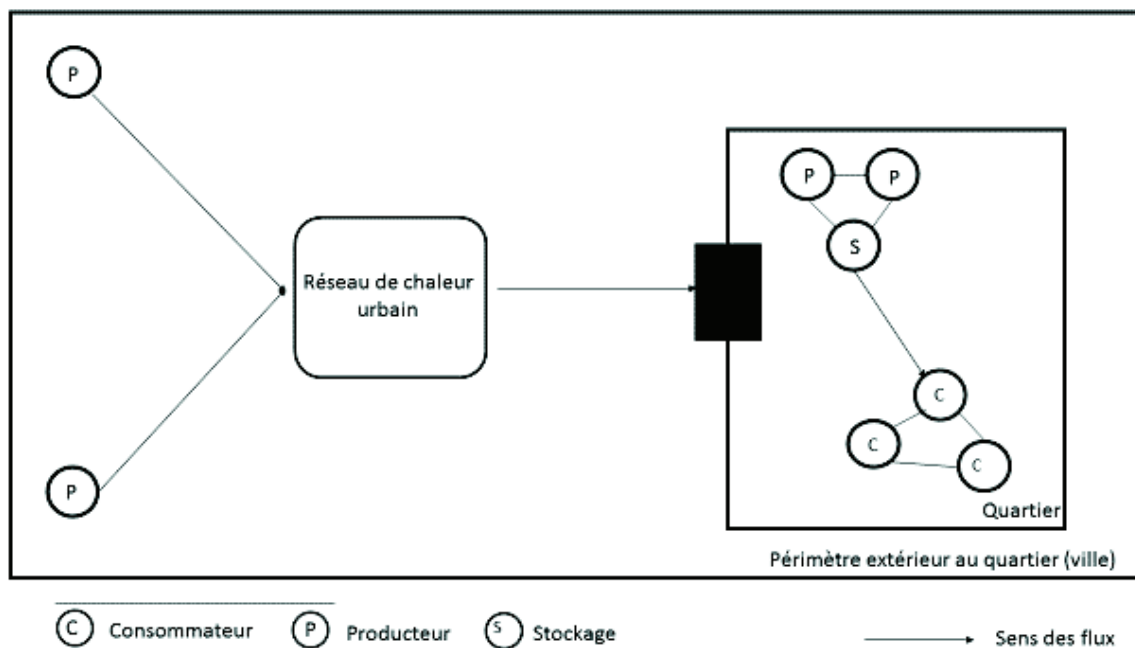 P
P
P
S
Réseau de chaleur
urbain
C
C
C
P
Quartier
Périmètre extérieur au quartier (ville)
C Consommateur P Producteur S Stockage Sens des flux